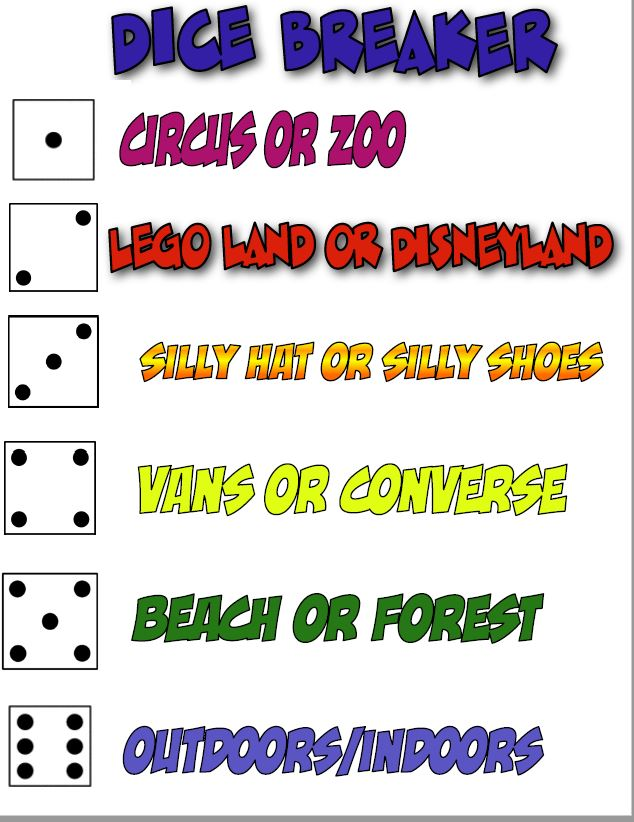 DICE BREAKER
CIRCUS OR ZOO
LEGO LAND OR DISNEYLAND
SILLY HAT OR SILLY SHOES
VANS OR CONVERSE
BEACH OR FOREST
OUTDOORS/INDOORS